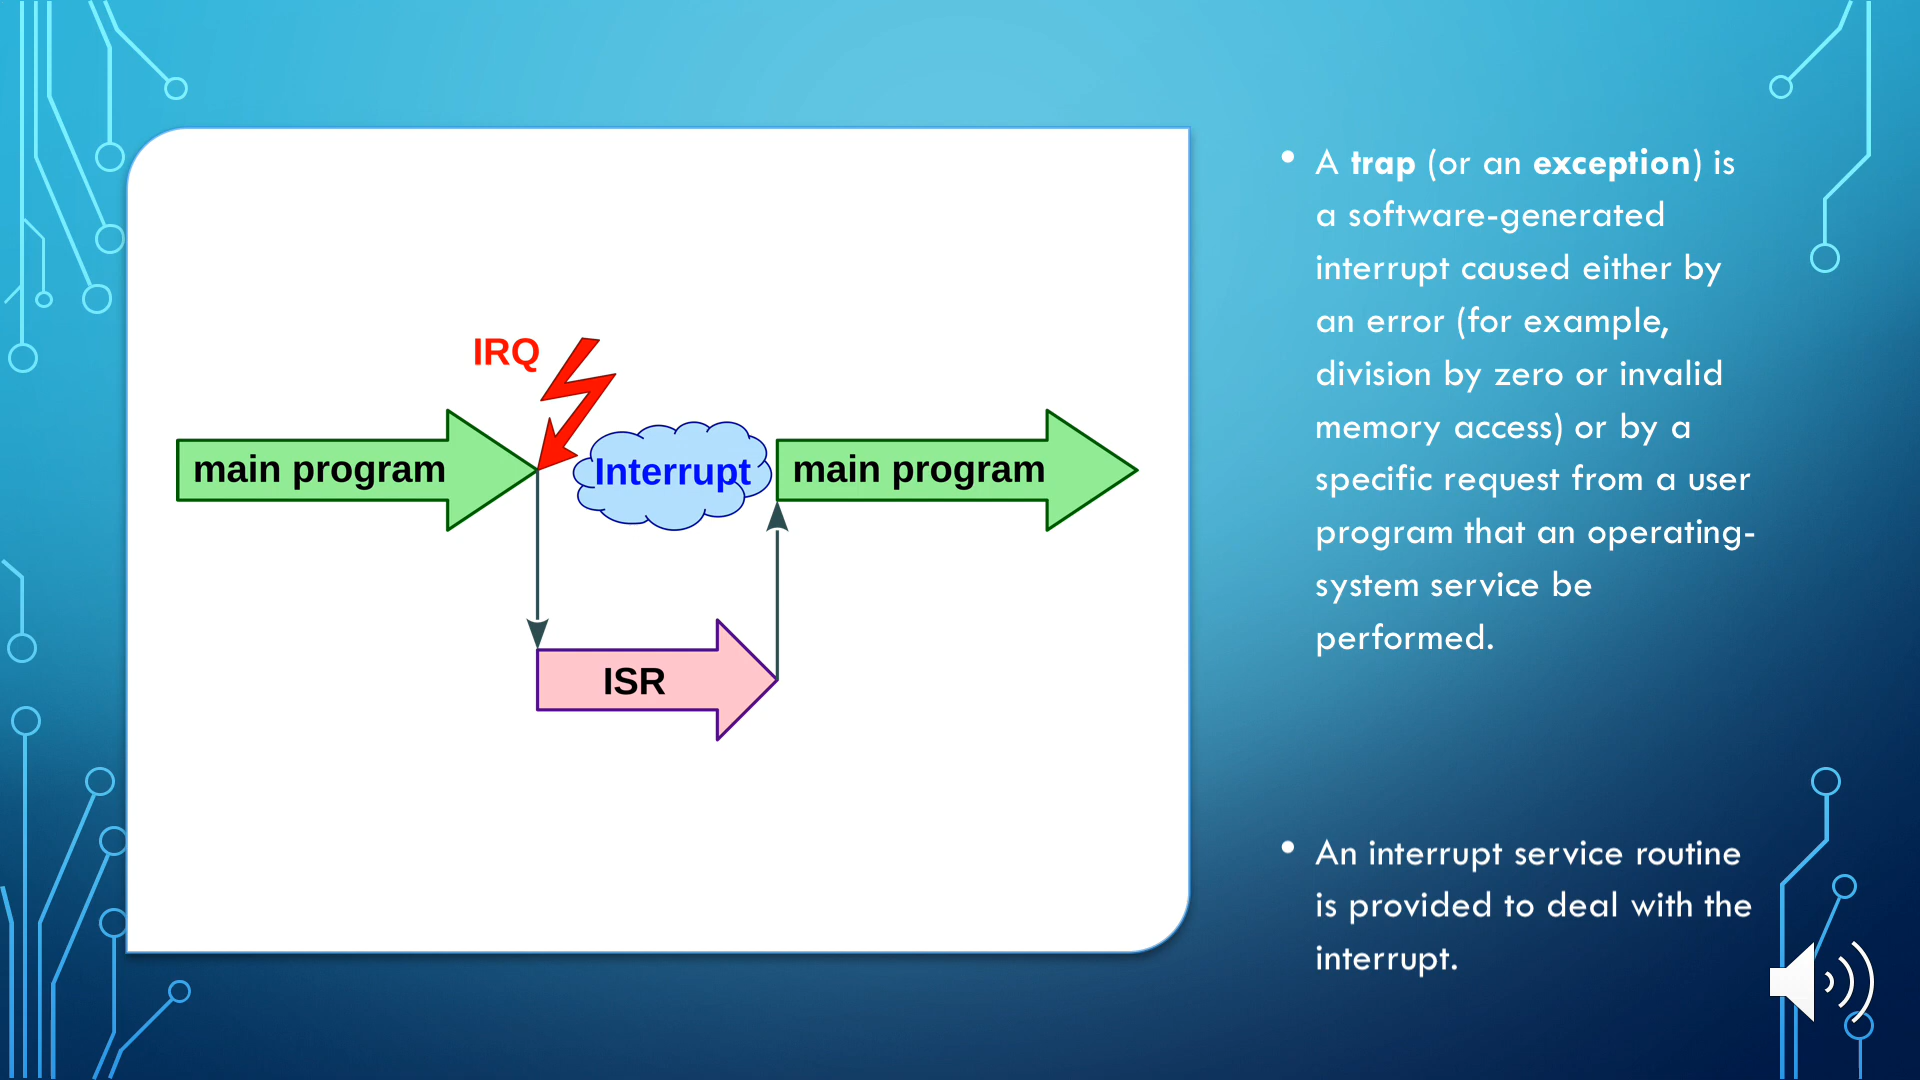 IRQ
main program
Interrupt
main program
ISR
• A trap (or an exception) is
a software-generated
interrupt caused either by
an error (for example,
division by zero or invalid
memory access) or by a
specific request from a user
program that an operating-
system service be
performed.
• An interrupt service routine
is provided to deal with the
interrupt.